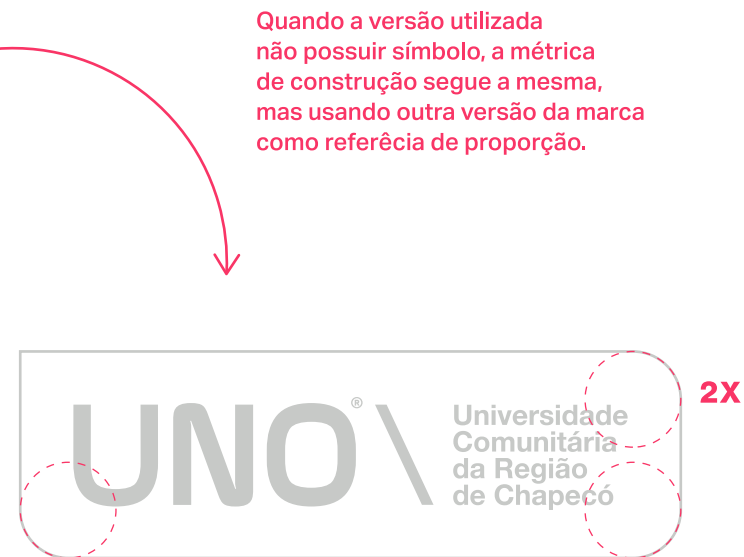 Quando a versão utilizada
não possuir símbolo, a métrica
de construção segue a mesma,
mas usando outra versão da marca
como referêcia de proporção.
2X
UNO®\
Universidade
Comunitária
da Região
de Chapecó